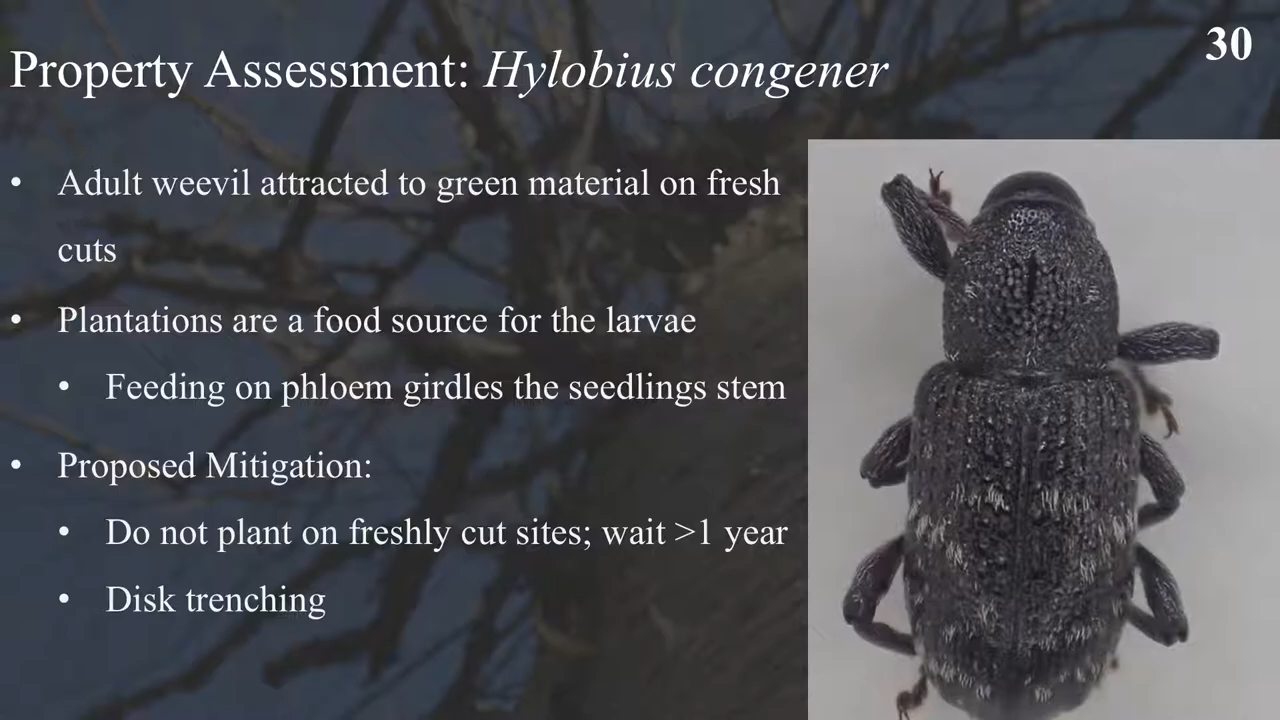 30
Property Assessment: Hylobius congener
• Adult weevil attracted to green material on fresh
cuts
• Plantations are a food source for the larvae
• Feeding on phloem girdles the seedlings stem
• Proposed Mitigation:
• Do not plant on freshly cut sites; wait >1 year
• Disk trenching